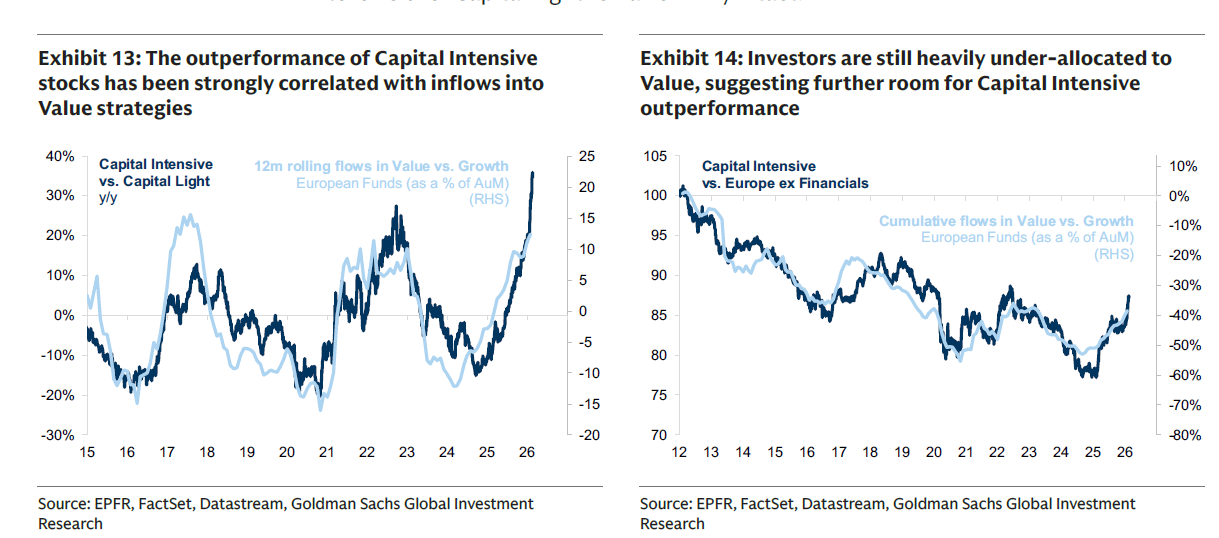 Exhibit 13: The outperformance of Capital Intensive
stocks has been strongly correlated with inflows into
Value strategies
40%
30%
20%
10%
0%
-10%
-20%
-30%
Capital Intensive
vs. Capital Light
y/y
12m rolling flows in Value vs. Growth
European Funds (as a % of AuM)
(RHS)
25
20
15
10
5
0
-5
-10
-15
-20
15 16 17 18 19 20 21 22 23 24 25 26
Source: EPFR, FactSet, Datastream, Goldman Sachs Global Investment
Research
Exhibit 14: Investors are still heavily under-allocated to
Value, suggesting further room for Capital Intensive
outperformance
105
100
95
90
85
80
75
70
Capital Intensive
vs. Europe ex Financials
Cumulative flows in Value vs. Growth
European Funds (as a % of AuM)
(RHS)
10%
0%
-10%
-20%
-30%
-40%
-50%
-60%
-70%
-80%
12 13 14 15 16 17 18 19 20 21 22 23 24 25 26
Source: EPFR, FactSet, Datastream, Goldman Sachs Global Investment
Research